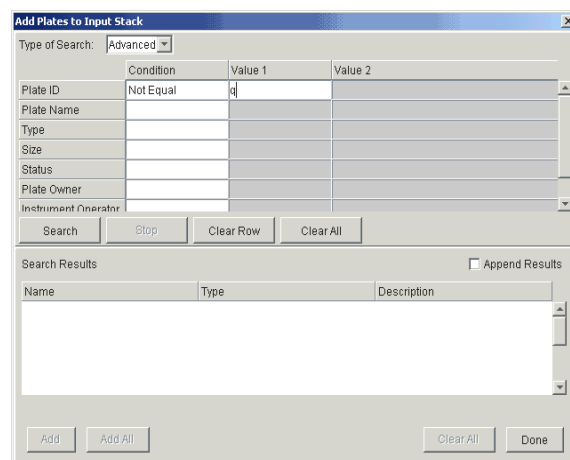 Add Plates to Input Stack
Type of Search: Advanced
Condition Value 1 Value 2
Plate ID Not Equal q
Plate Name
Type
Size
Status
Plate Owner
Instrument Operator
Search Stop Clear Row Clear All
Search Results Append Results
Name Type Description
Add Add All Clear All Done